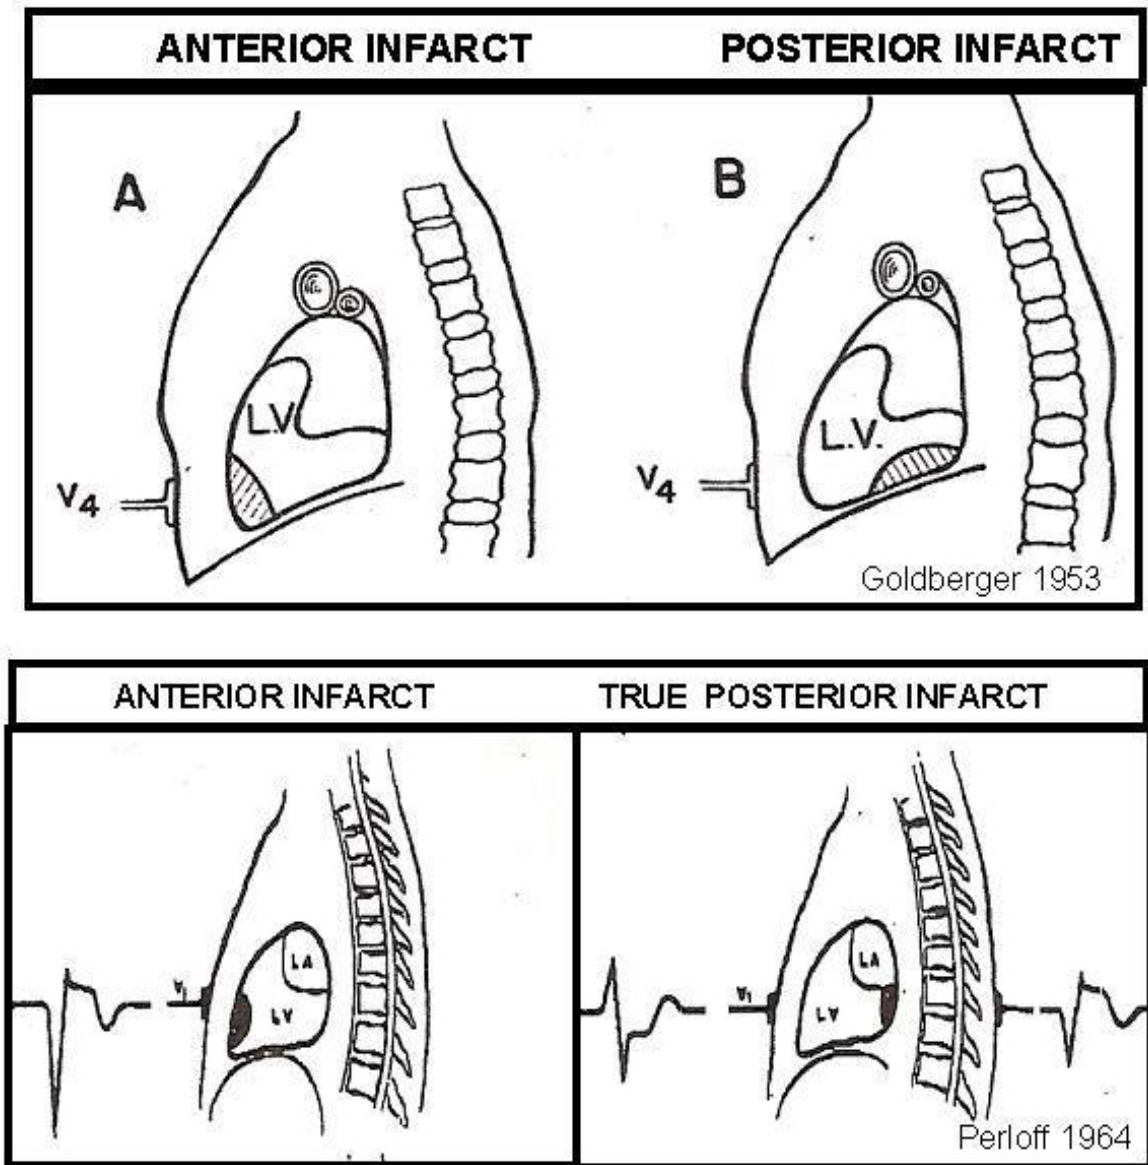 ANTERIOR INFARCT POSTERIOR INFARCT
A B
L.V. L.V.
V4 V4
Goldberger 1953
ANTERIOR INFARCT TRUE POSTERIOR INFARCT
LA LA
V1 V1
LV LV
Perloff 1964